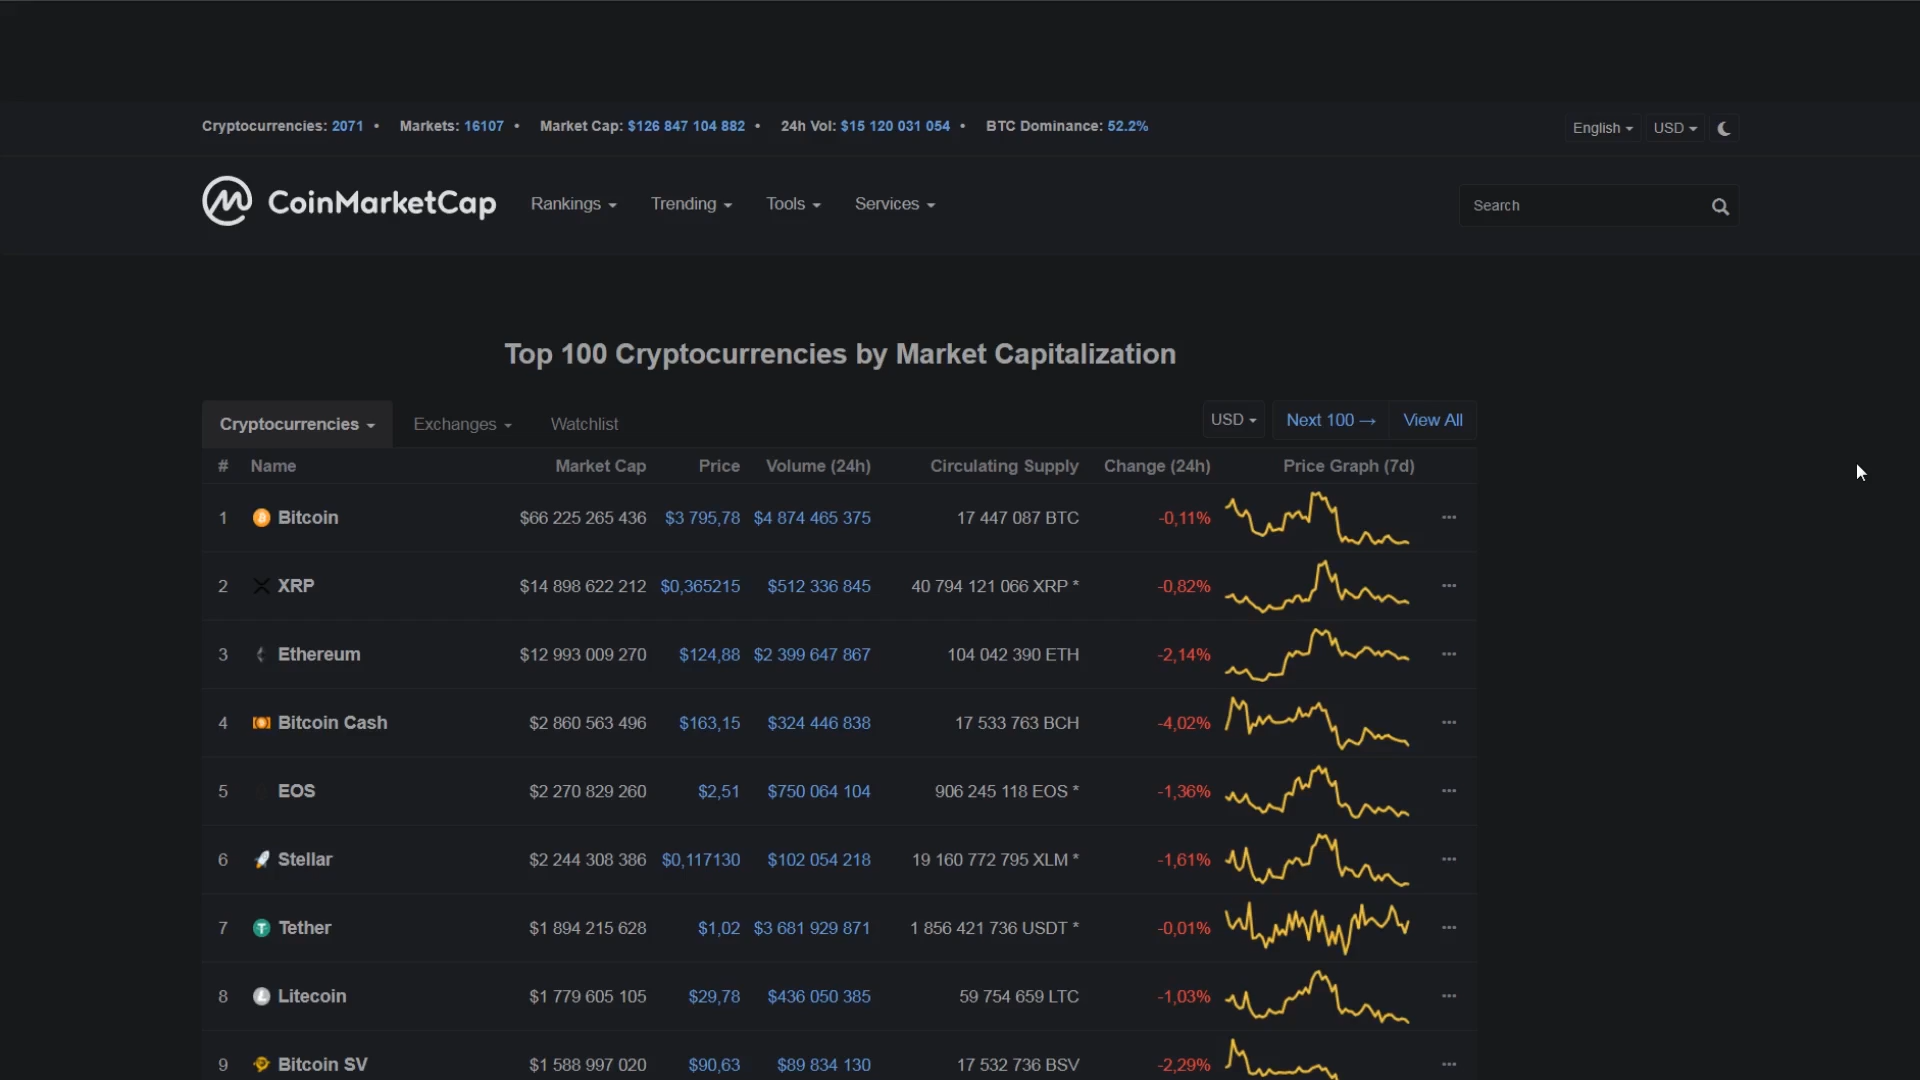 Cryptocurrencies: 2071 • Markets: 16107 • Market Cap: $126 847 104 882 • 24h Vol: $15 120 031 054 • BTC Dominance: 52.2% English USD
CoinMarketCap Rankings Trending Tools Services Search
Top 100 Cryptocurrencies by Market Capitalization
Cryptocurrencies Exchanges Watchlist USD Next 100 → View All
# Name Market Cap Price Volume (24h) Circulating Supply Change (24h) Price Graph (7d)
1 Bitcoin $66 225 265 436 $3 795,78 $4 874 465 375 17 447 087 BTC -0,11%
2 XRP $14 898 622 212 $0,365215 $512 336 845 40 794 121 066 XRP * -0,82%
3 Ethereum $12 993 009 270 $124,88 $2 399 647 867 104 042 390 ETH -2,14%
4 Bitcoin Cash $2 860 563 496 $163,15 $324 446 838 17 533 763 BCH -4,02%
5 EOS $2 270 829 260 $2,51 $750 064 104 906 245 118 EOS * -1,36%
6 Stellar $2 244 308 386 $0,117130 $102 054 218 19 160 772 795 XLM * -1,61%
7 Tether $1 894 215 628 $1,02 $3 681 929 871 1 856 421 736 USDT * -0,01%
8 Litecoin $1 779 605 105 $29,78 $436 050 385 59 754 659 LTC -1,03%
9 Bitcoin SV $1 588 997 020 $90,63 $89 834 130 17 532 736 BSV -2,29%